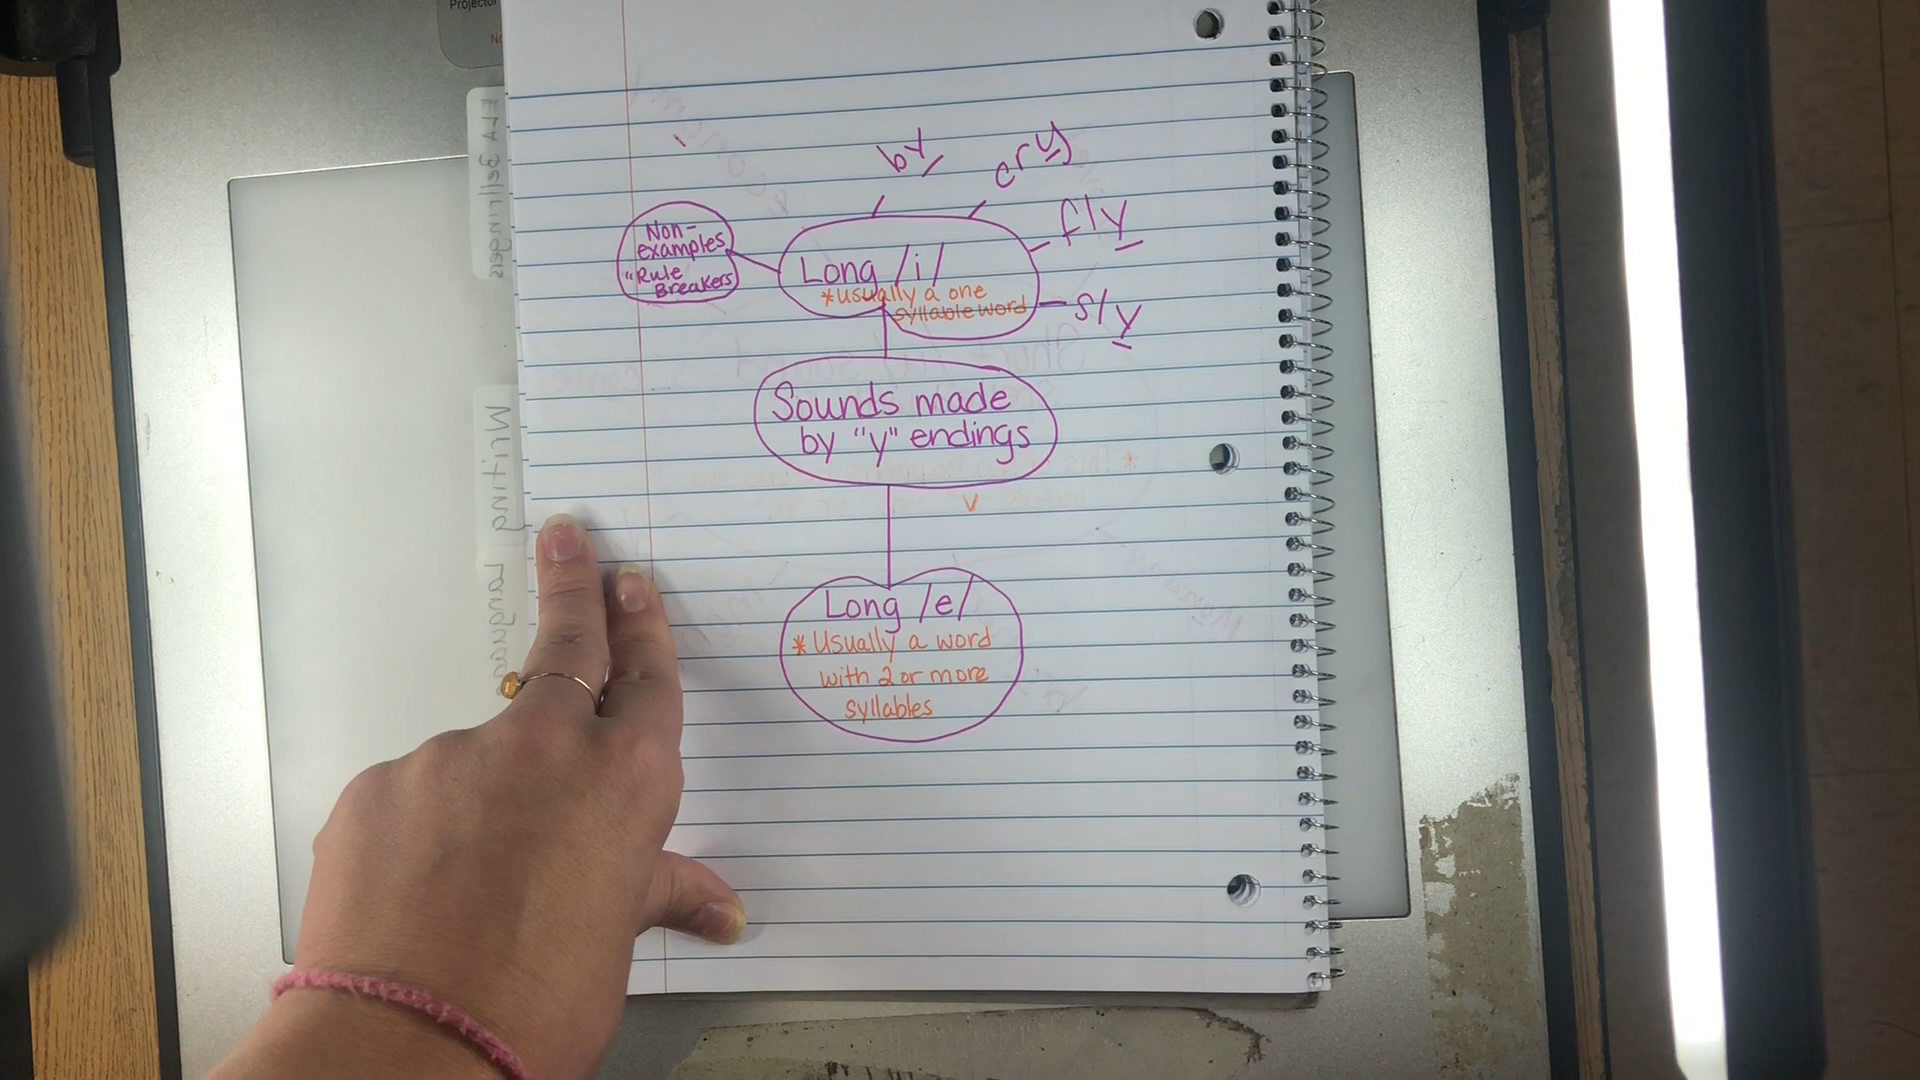 Projector
by
cry
fly
sly
Non-
examples
"Rule
Breakers
Long /i/
*usually a one
syllable word
Sounds made
by "y" endings
v
Long /e/
*Usually a word
with 2 or more
syllables
ELA Bellringers
Writing